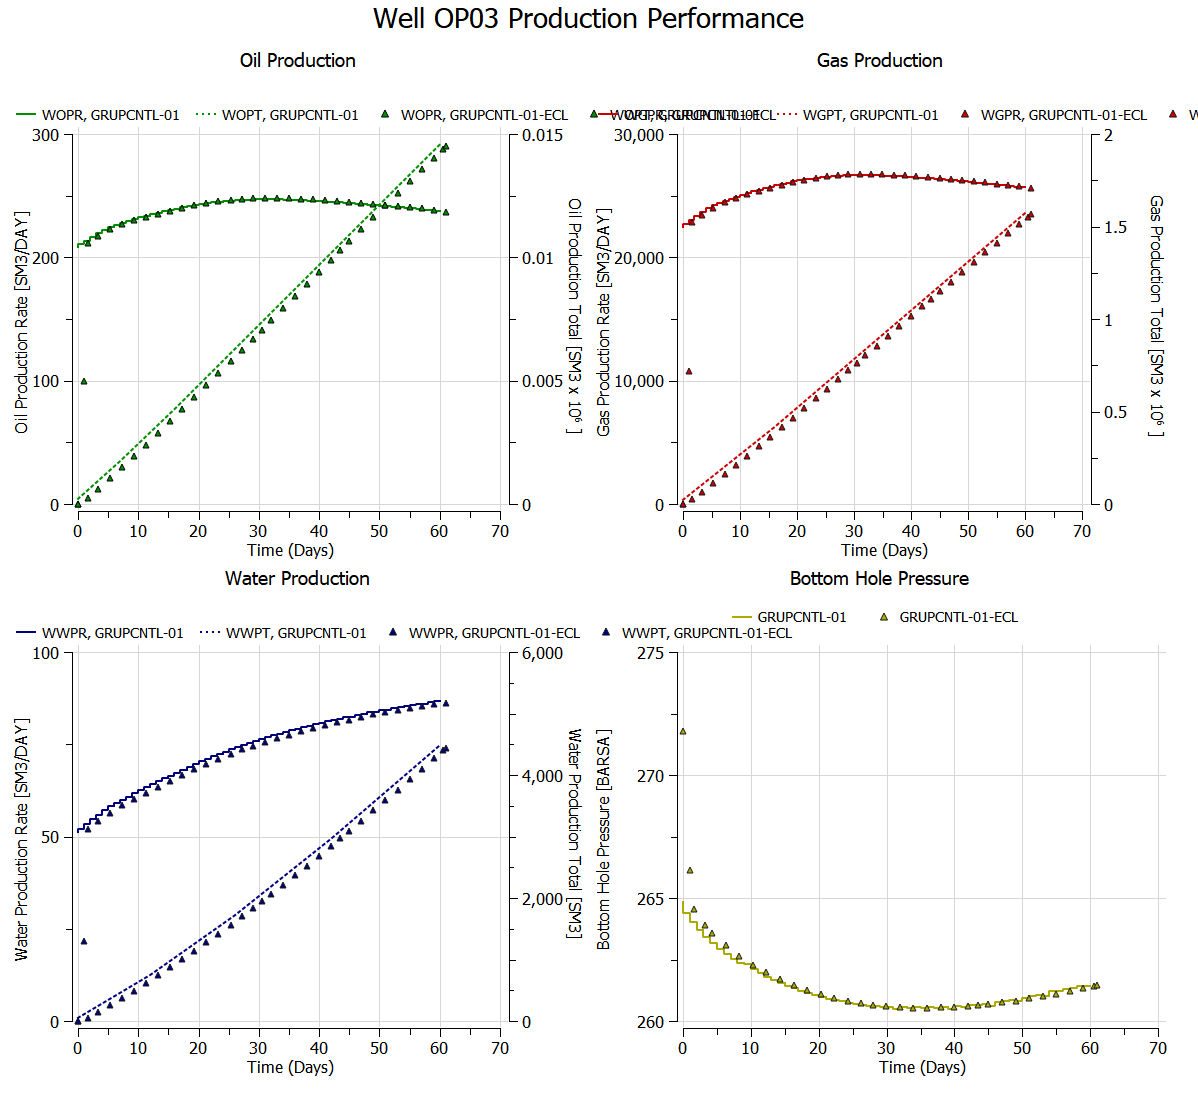 Well OP03 Production Performance
Oil Production
WOPR, GRUPCNTL-01 WOPT, GRUPCNTL-01 WOPR, GRUPCNTL-01-ECL WOPT, GRUPCNTL-01-ECL
300
200
100
0
0.015
0.01
0.005
0
Oil Production Rate [SM3/DAY]
Oil Production Total [SM3 x 10⁶ ]
0 10 20 30 40 50 60 70
Time (Days)
Gas Production
WGPT, GRUPCNTL-01 WGPR, GRUPCNTL-01-ECL W
30,000
20,000
10,000
0
2
1.5
1
0.5
0
Gas Production Rate [SM3/DAY]
Gas Production Total [SM3 x 10⁶ ]
0 10 20 30 40 50 60 70
Time (Days)
Water Production
WWPR, GRUPCNTL-01 WWPT, GRUPCNTL-01 WWPR, GRUPCNTL-01-ECL WWPT, GRUPCNTL-01-ECL
100
50
0
6,000
4,000
2,000
0
Water Production Rate [SM3/DAY]
Water Production Total [SM3]
0 10 20 30 40 50 60 70
Time (Days)
Bottom Hole Pressure
GRUPCNTL-01 GRUPCNTL-01-ECL
275
270
265
260
Bottom Hole Pressure [BARSA]
0 10 20 30 40 50 60 70
Time (Days)